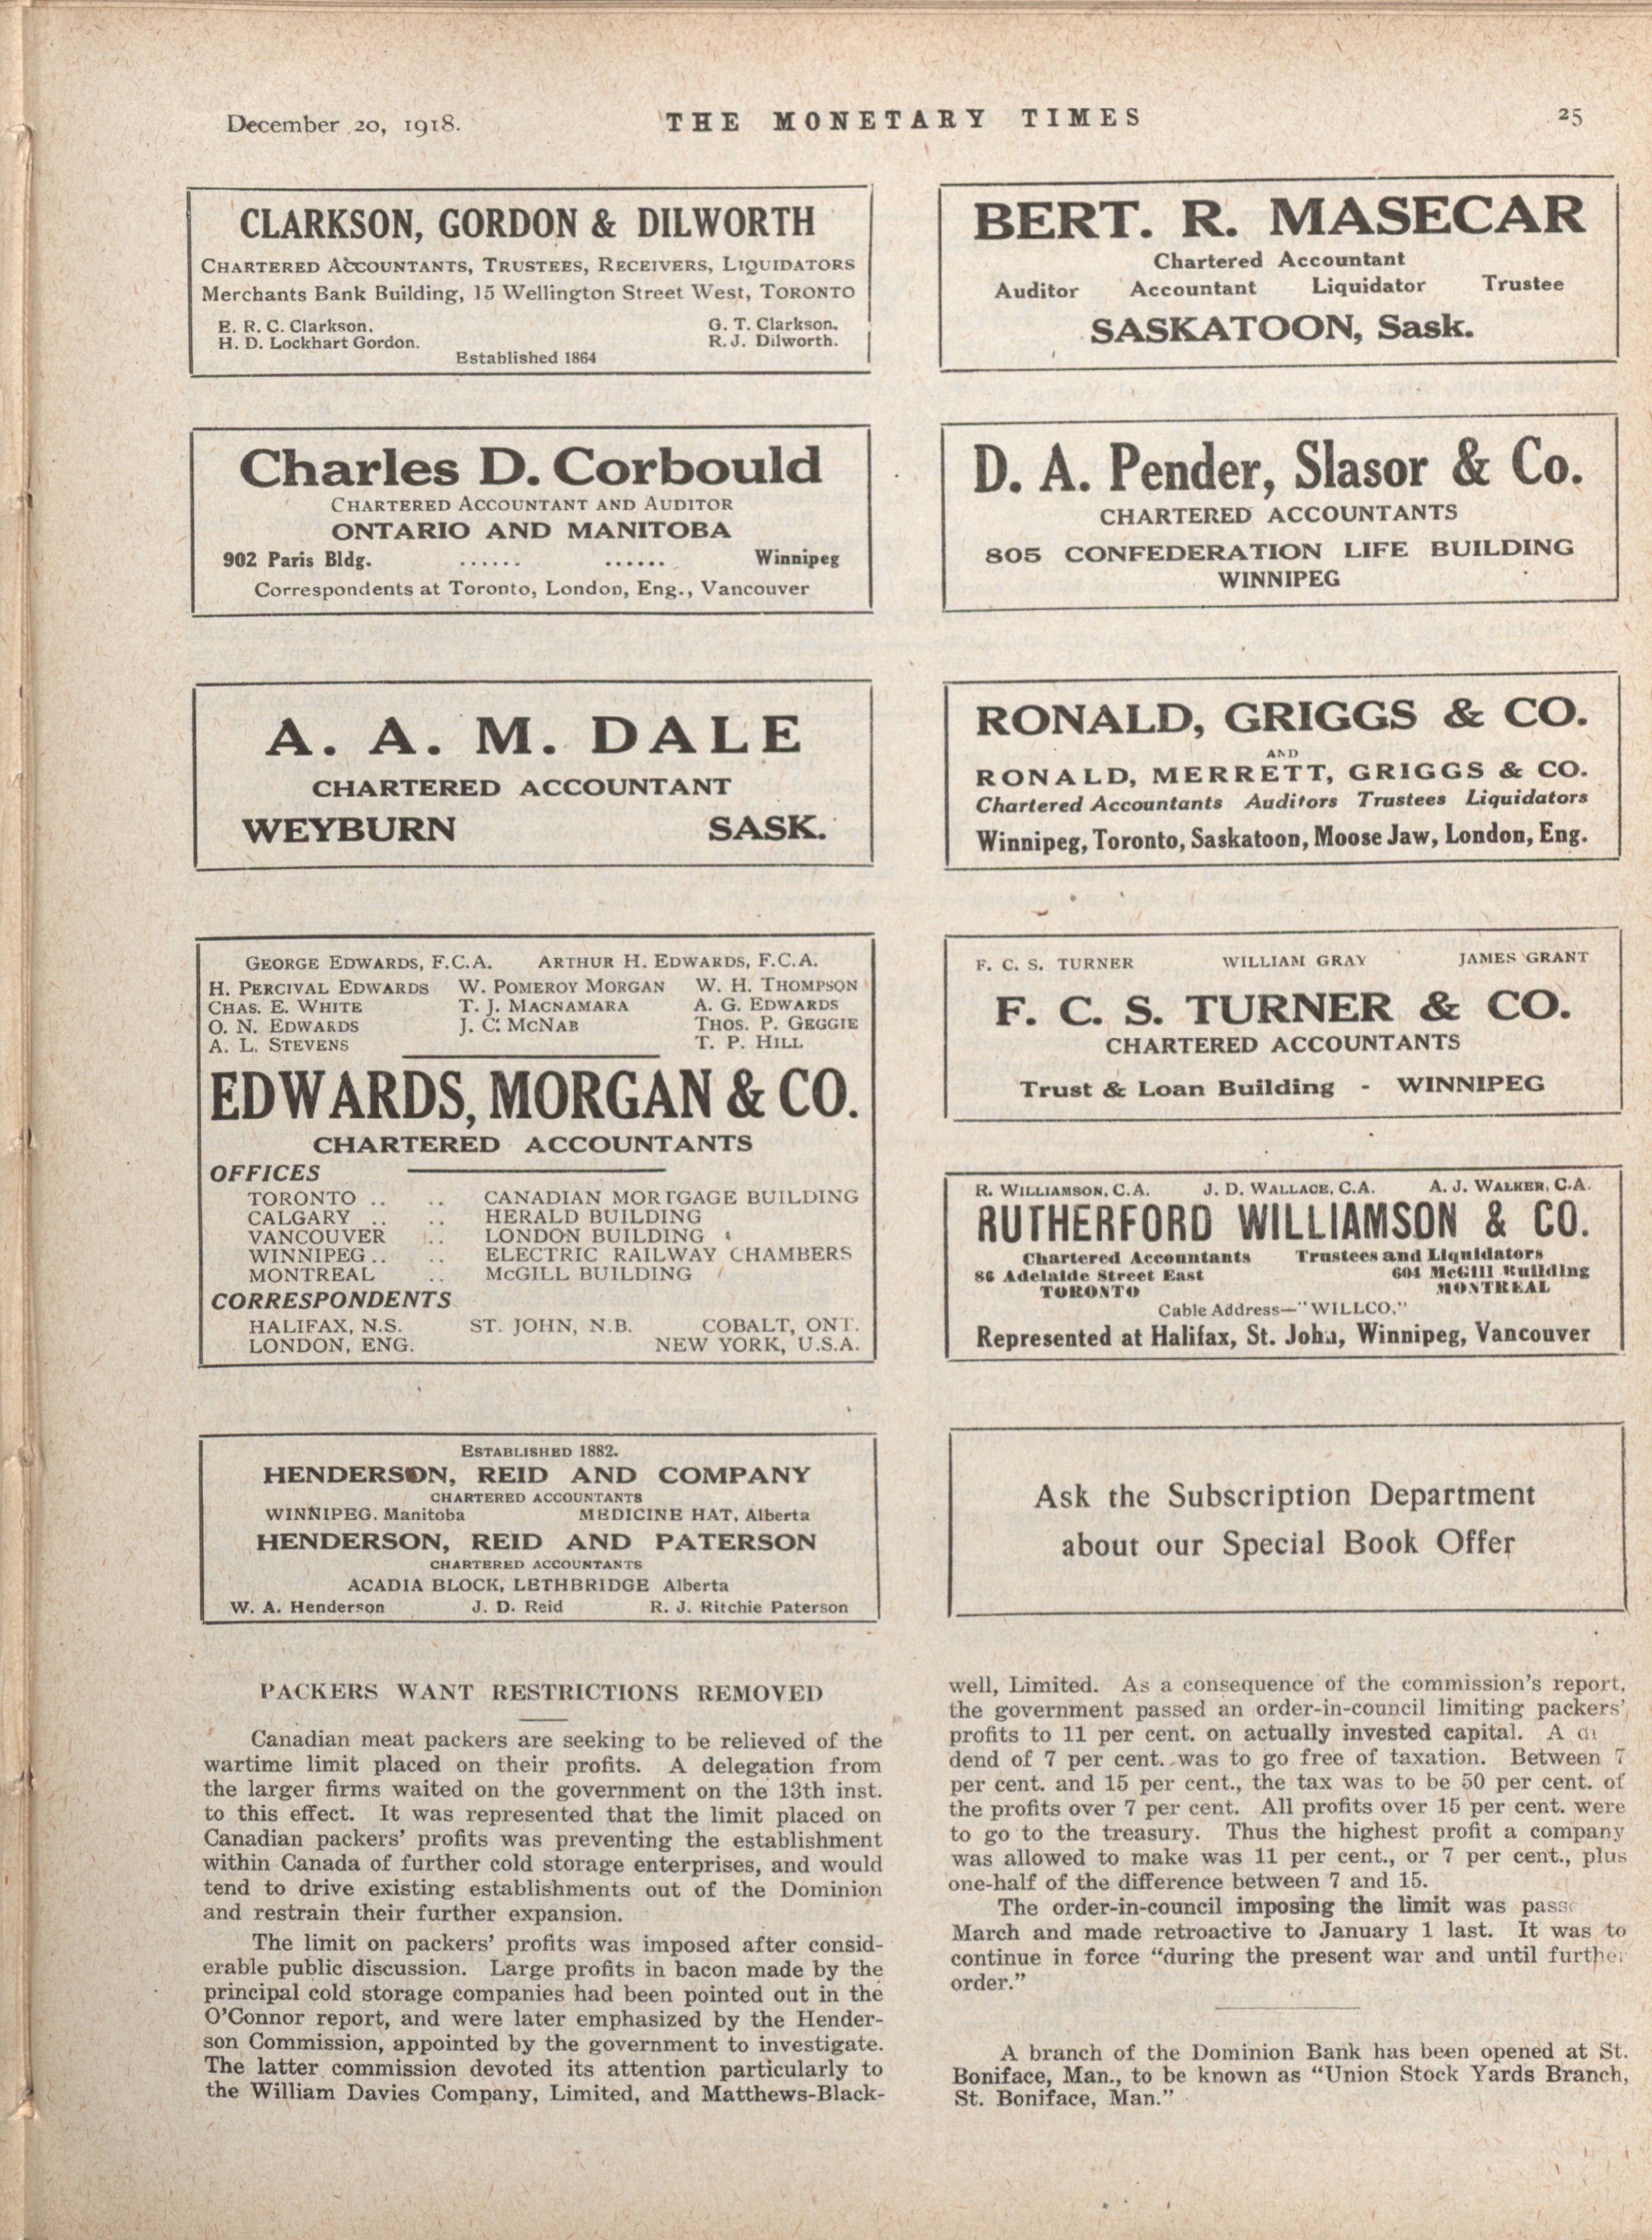 December 20, 1918.
THE MONETARY TIMES
25
CLARKSON, GORDON & DILWORTH
CHARTERED ACCOUNTANTS, TRUSTEES, RECEIVERS, LIQUIDATORS
Merchants Bank Building, 15 Wellington Street West, TORONTO
E. R. C. Clarkson. G. T. Clarkson.
H. D. Lockhart Gordon. R. J. Dilworth.
Established 1864
Charles D. Corbould
CHARTERED ACCOUNTANT AND AUDITOR
ONTARIO AND MANITOBA
902 Paris Bldg. ...... ...... Winnipeg
Correspondents at Toronto, London, Eng., Vancouver
A. A. M. DALE
CHARTERED ACCOUNTANT
WEYBURN SASK.
GEORGE EDWARDS, F.C.A. ARTHUR H. EDWARDS, F.C.A.
H. PERCIVAL EDWARDS W. POMEROY MORGAN W. H. THOMPSON
CHAS. E. WHITE T. J. MACNAMARA A. G. EDWARDS
O. N. EDWARDS J. C. MCNAB THOS. P. GEGGIE
A. L. STEVENS T. P. HILL
EDWARDS, MORGAN & CO.
CHARTERED ACCOUNTANTS
OFFICES
TORONTO .. .. CANADIAN MORTGAGE BUILDING
CALGARY .. .. HERALD BUILDING
VANCOUVER .. LONDON BUILDING
WINNIPEG .. .. ELECTRIC RAILWAY CHAMBERS
MONTREAL .. McGILL BUILDING
CORRESPONDENTS
HALIFAX, N.S. ST. JOHN, N.B. COBALT, ONT.
LONDON, ENG. NEW YORK, U.S.A.
ESTABLISHED 1882.
HENDERSON, REID AND COMPANY
CHARTERED ACCOUNTANTS
WINNIPEG, Manitoba MEDICINE HAT, Alberta
HENDERSON, REID AND PATERSON
CHARTERED ACCOUNTANTS
ACADIA BLOCK, LETHBRIDGE Alberta
W. A. Henderson J. D. Reid R. J. Ritchie Paterson
BERT. R. MASECAR
Chartered Accountant
Auditor Accountant Liquidator Trustee
SASKATOON, Sask.
D. A. Pender, Slasor & Co.
CHARTERED ACCOUNTANTS
805 CONFEDERATION LIFE BUILDING
WINNIPEG
RONALD, GRIGGS & CO.
AND
RONALD, MERRETT, GRIGGS & CO.
Chartered Accountants Auditors Trustees Liquidators
Winnipeg, Toronto, Saskatoon, Moose Jaw, London, Eng.
F. C. S. TURNER WILLIAM GRAY JAMES GRANT
F. C. S. TURNER & CO.
CHARTERED ACCOUNTANTS
Trust & Loan Building - WINNIPEG
R. WILLIAMSON, C.A. J. D. WALLACE, C.A. A. J. WALKER, C.A.
RUTHERFORD WILLIAMSON & CO.
Chartered Accountants Trustees and Liquidators
86 Adelaide Street East 604 McGill Building
TORONTO MONTREAL
Cable Address—"WILLCO."
Represented at Halifax, St. John, Winnipeg, Vancouver
Ask the Subscription Department
about our Special Book Offer
PACKERS WANT RESTRICTIONS REMOVED
Canadian meat packers are seeking to be relieved of the
wartime limit placed on their profits. A delegation from
the larger firms waited on the government on the 13th inst.
to this effect. It was represented that the limit placed on
Canadian packers' profits was preventing the establishment
within Canada of further cold storage enterprises, and would
tend to drive existing establishments out of the Dominion
and restrain their further expansion.
The limit on packers' profits was imposed after consid-
erable public discussion. Large profits in bacon made by the
principal cold storage companies had been pointed out in the
O'Connor report, and were later emphasized by the Hender-
son Commission, appointed by the government to investigate.
The latter commission devoted its attention particularly to
the William Davies Company, Limited, and Matthews-Black-
well, Limited. As a consequence of the commission's report,
the government passed an order-in-council limiting packers'
profits to 11 per cent. on actually invested capital. A
dend of 7 per cent. was to go free of taxation. Between 7
per cent. and 15 per cent., the tax was to be 50 per cent. of
the profits over 7 per cent. All profits over 15 per cent. were
to go to the treasury. Thus the highest profit a company
was allowed to make was 11 per cent., or 7 per cent., plus
one-half of the difference between 7 and 15.
The order-in-council imposing the limit was
March and made retroactive to January 1 last. It was to
continue in force "during the present war and until further
order."
A branch of the Dominion Bank has been opened at St.
Boniface, Man., to be known as "Union Stock Yards Branch,
St. Boniface, Man."